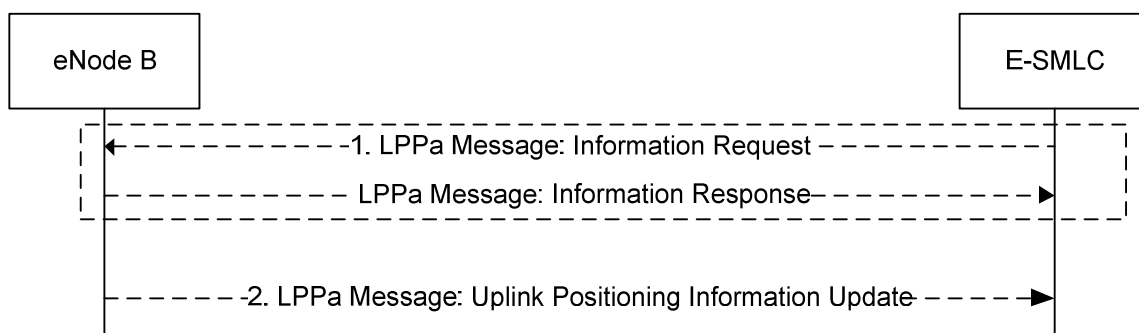 eNode B
E-SMLC
1. LPPa Message: Information Request
LPPa Message: Information Response
2. LPPa Message: Uplink Positioning Information Update